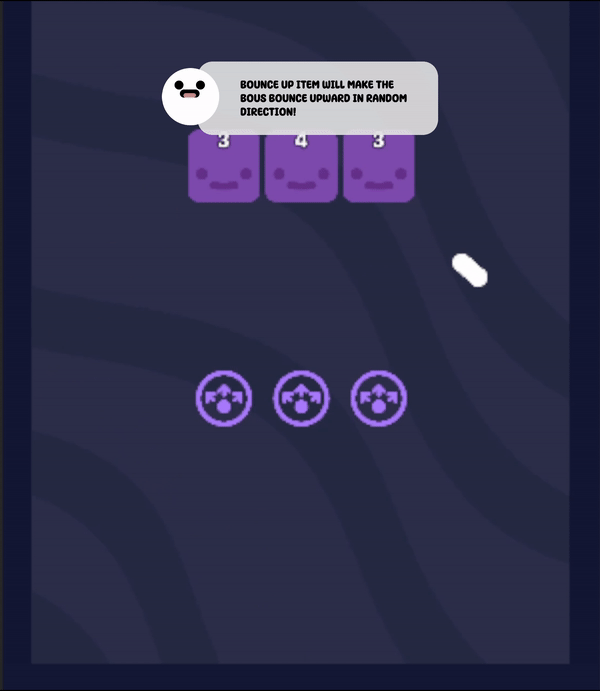 BOUNCE UP ITEM WILL MAKE THE
BOUS BOUNCE UPWARD IN RANDOM
DIRECTION!
3 4 3